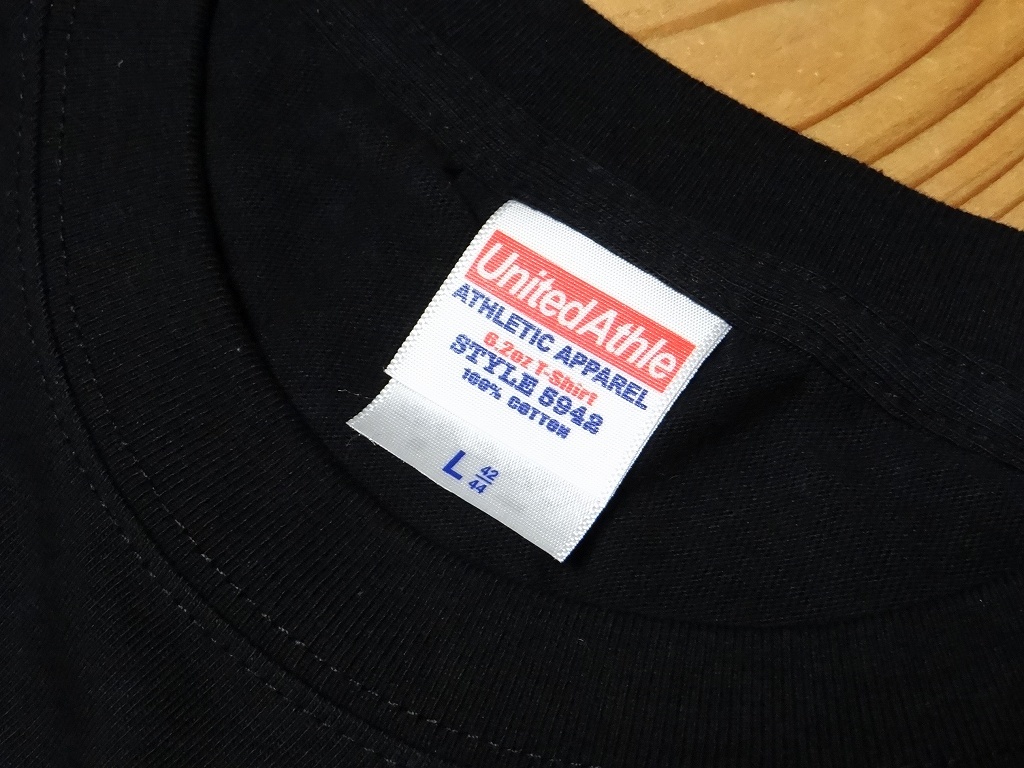 UnitedAthle
ATHLETIC APPAREL
6.2oz T-Shirt
STYLE 5942
100% COTTON
L 42/44